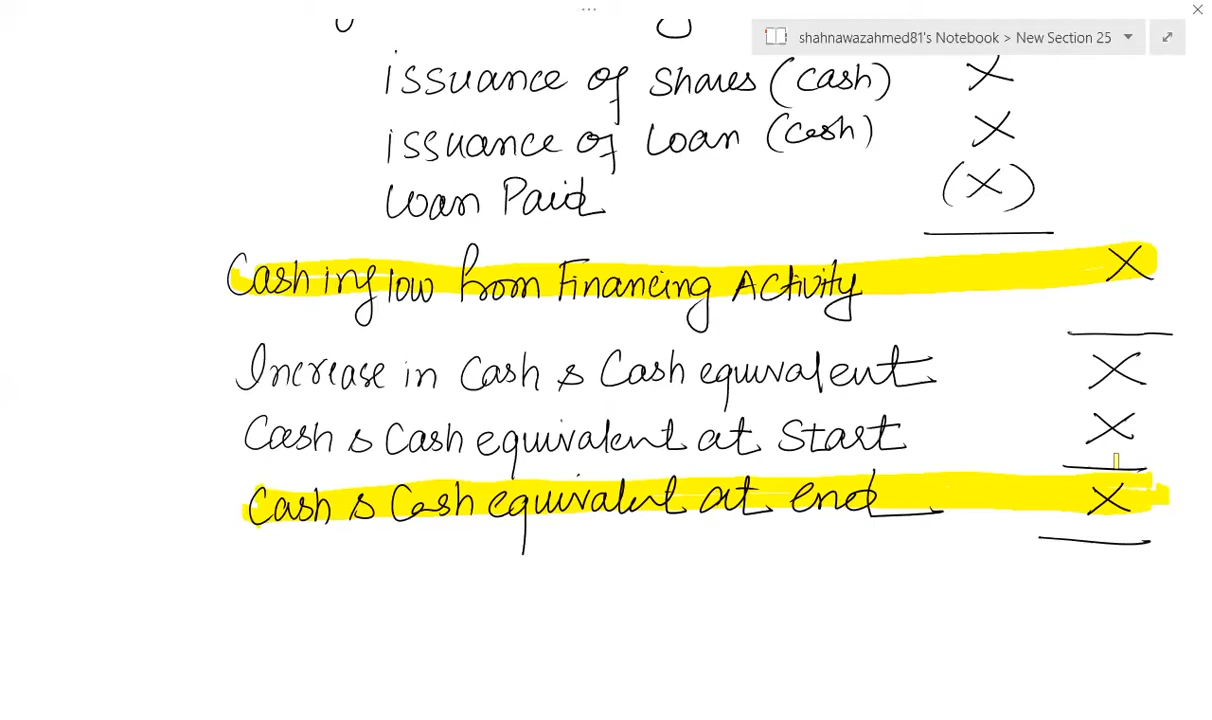 ...
shahnawazahmed81's Notebook > New Section 25
issuance of shares (cash) X
issuance of Loan (cash) X
Loan Paid (X)
Cash inflow from Financing Activity X
Increase in Cash & Cash equivalent X
Cash & Cash equivalent at Start X
Cash & Cash equivalent at end X